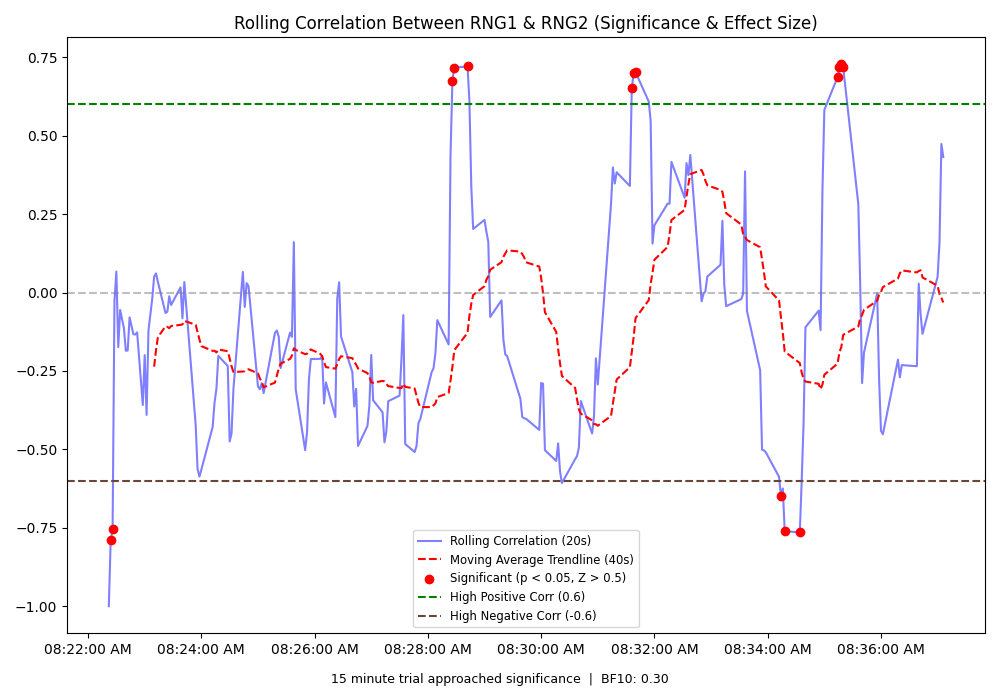 Rolling Correlation Between RNG1 & RNG2 (Significance & Effect Size)
0.75
0.50
0.25
0.00
−0.25
−0.50
−0.75
−1.00
Rolling Correlation (20s)
Moving Average Trendline (40s)
Significant (p < 0.05, Z > 0.5)
High Positive Corr (0.6)
High Negative Corr (-0.6)
08:22:00 AM 08:24:00 AM 08:26:00 AM 08:28:00 AM 08:30:00 AM 08:32:00 AM 08:34:00 AM 08:36:00 AM
15 minute trial approached significance | BF10: 0.30